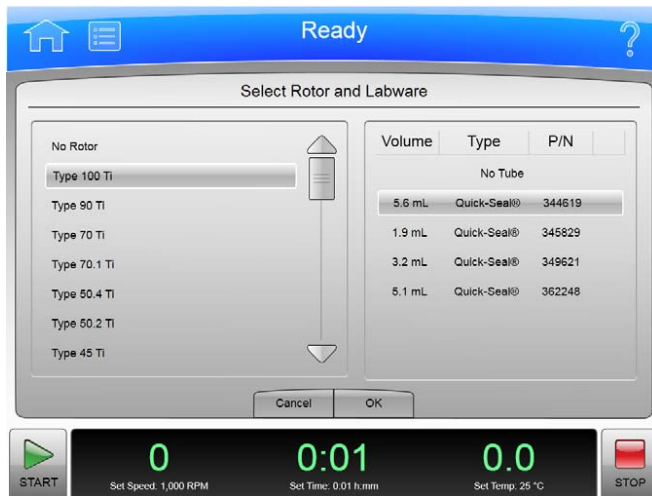 Ready
?
Select Rotor and Labware
No Rotor
Type 100 Ti
Type 90 Ti
Type 70 Ti
Type 70.1 Ti
Type 50.4 Ti
Type 50.2 Ti
Type 45 Ti
Volume Type P/N
No Tube
5.6 mL Quick-Seal® 344619
1.9 mL Quick-Seal® 345829
3.2 mL Quick-Seal® 349621
5.1 mL Quick-Seal® 362248
Cancel OK
START
0
Set Speed: 1,000 RPM
0:01
Set Time: 0:01 h:mm
0.0
Set Temp: 25 °C
STOP